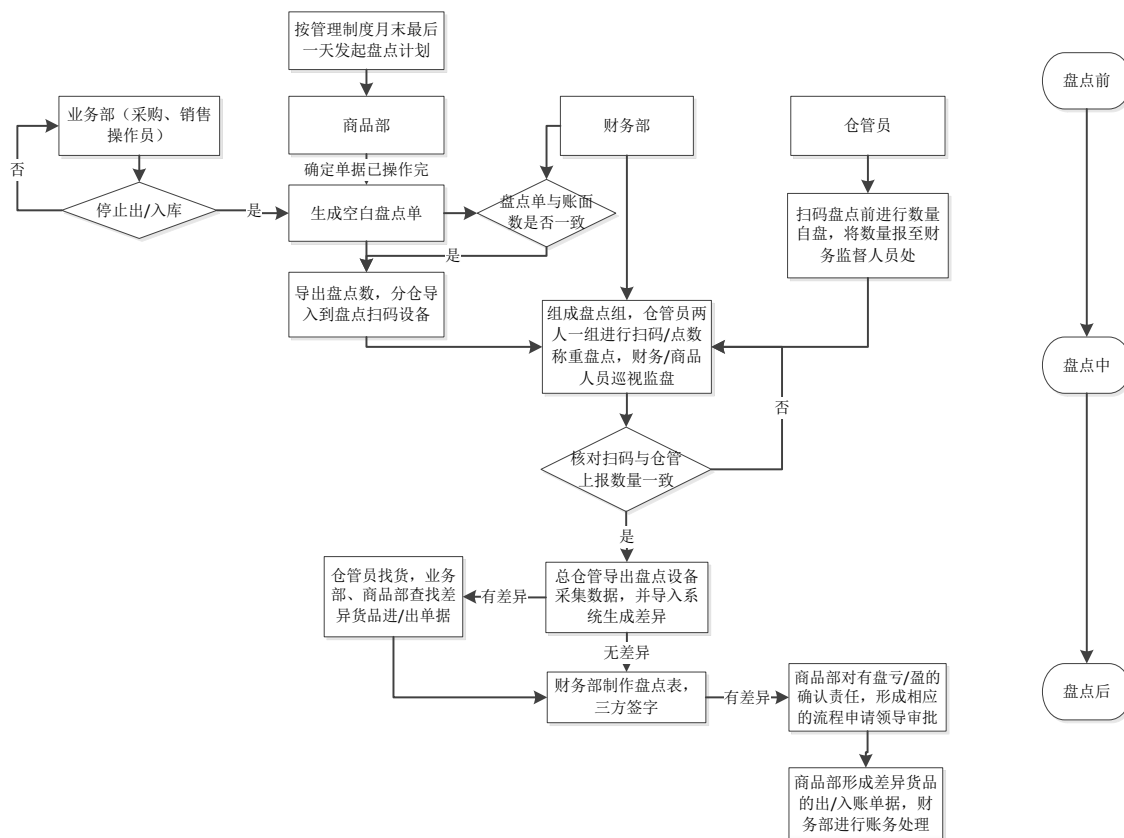 按管理制度月末最后
一天发起盘点计划
盘点前
业务部（采购、销售
操作员）
商品部
财务部
仓管员
否
确定单据已操作完
停止出/入库
是
生成空白盘点单
盘点单与账面
数是否一致
扫码盘点前进行数量
自盘，将数量报至财
务监督人员处
是
导出盘点数，分仓导
入到盘点扫码设备
组成盘点组，仓管员两
人一组进行扫码/点数
称重盘点，财务/商品
人员巡视监盘
盘点中
否
核对扫码与仓管
上报数量一致
是
仓管员找货，业务
部、商品部查找差
异货品进/出单据
有差异
总仓管导出盘点设备
采集数据，并导入系
统生成差异
无差异
财务部制作盘点表，
三方签字
有差异
商品部对有盘亏/盈的
确认责任，形成相应
的流程申请领导审批
盘点后
商品部形成差异货品
的出/入账单据，财
务部进行账务处理